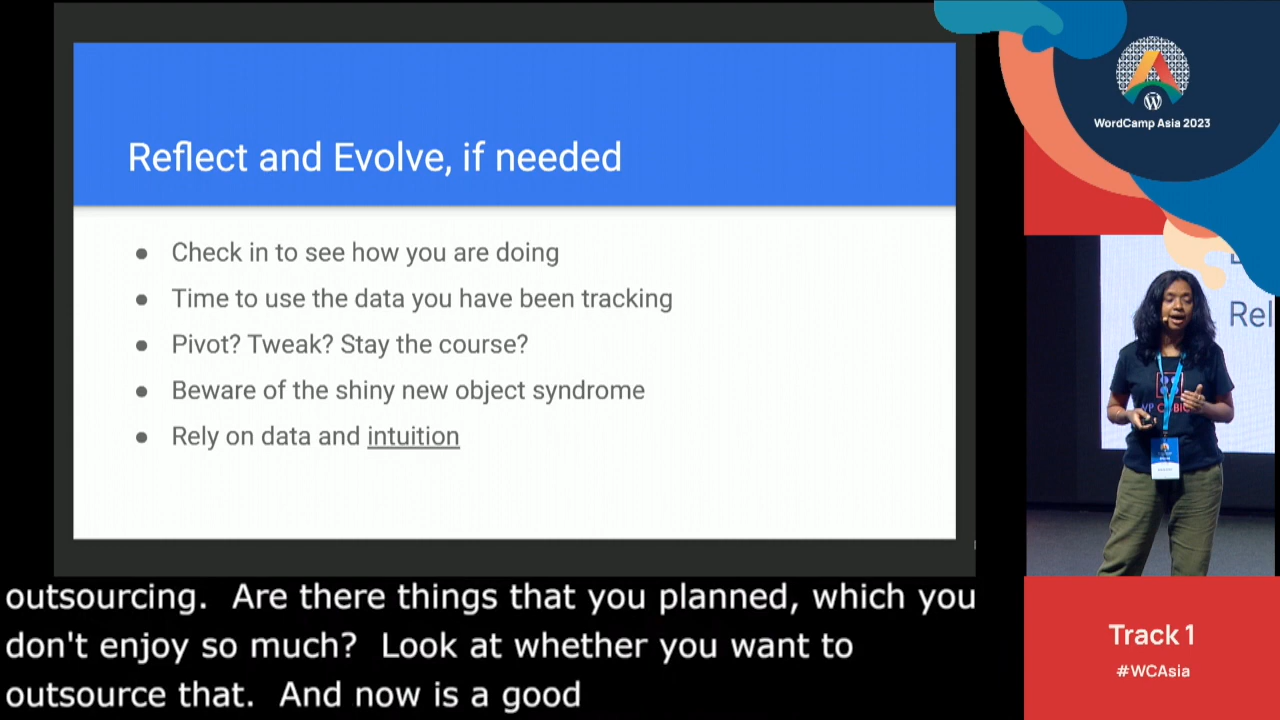 Reflect and Evolve, if needed
Check in to see how you are doing
Time to use the data you have been tracking
Pivot? Tweak? Stay the course?
Beware of the shiny new object syndrome
Rely on data and intuition
outsourcing. Are there things that you planned, which you
don't enjoy so much? Look at whether you want to
outsource that. And now is a good
WordCamp Asia 2023
Rel
Track 1
#WCAsia